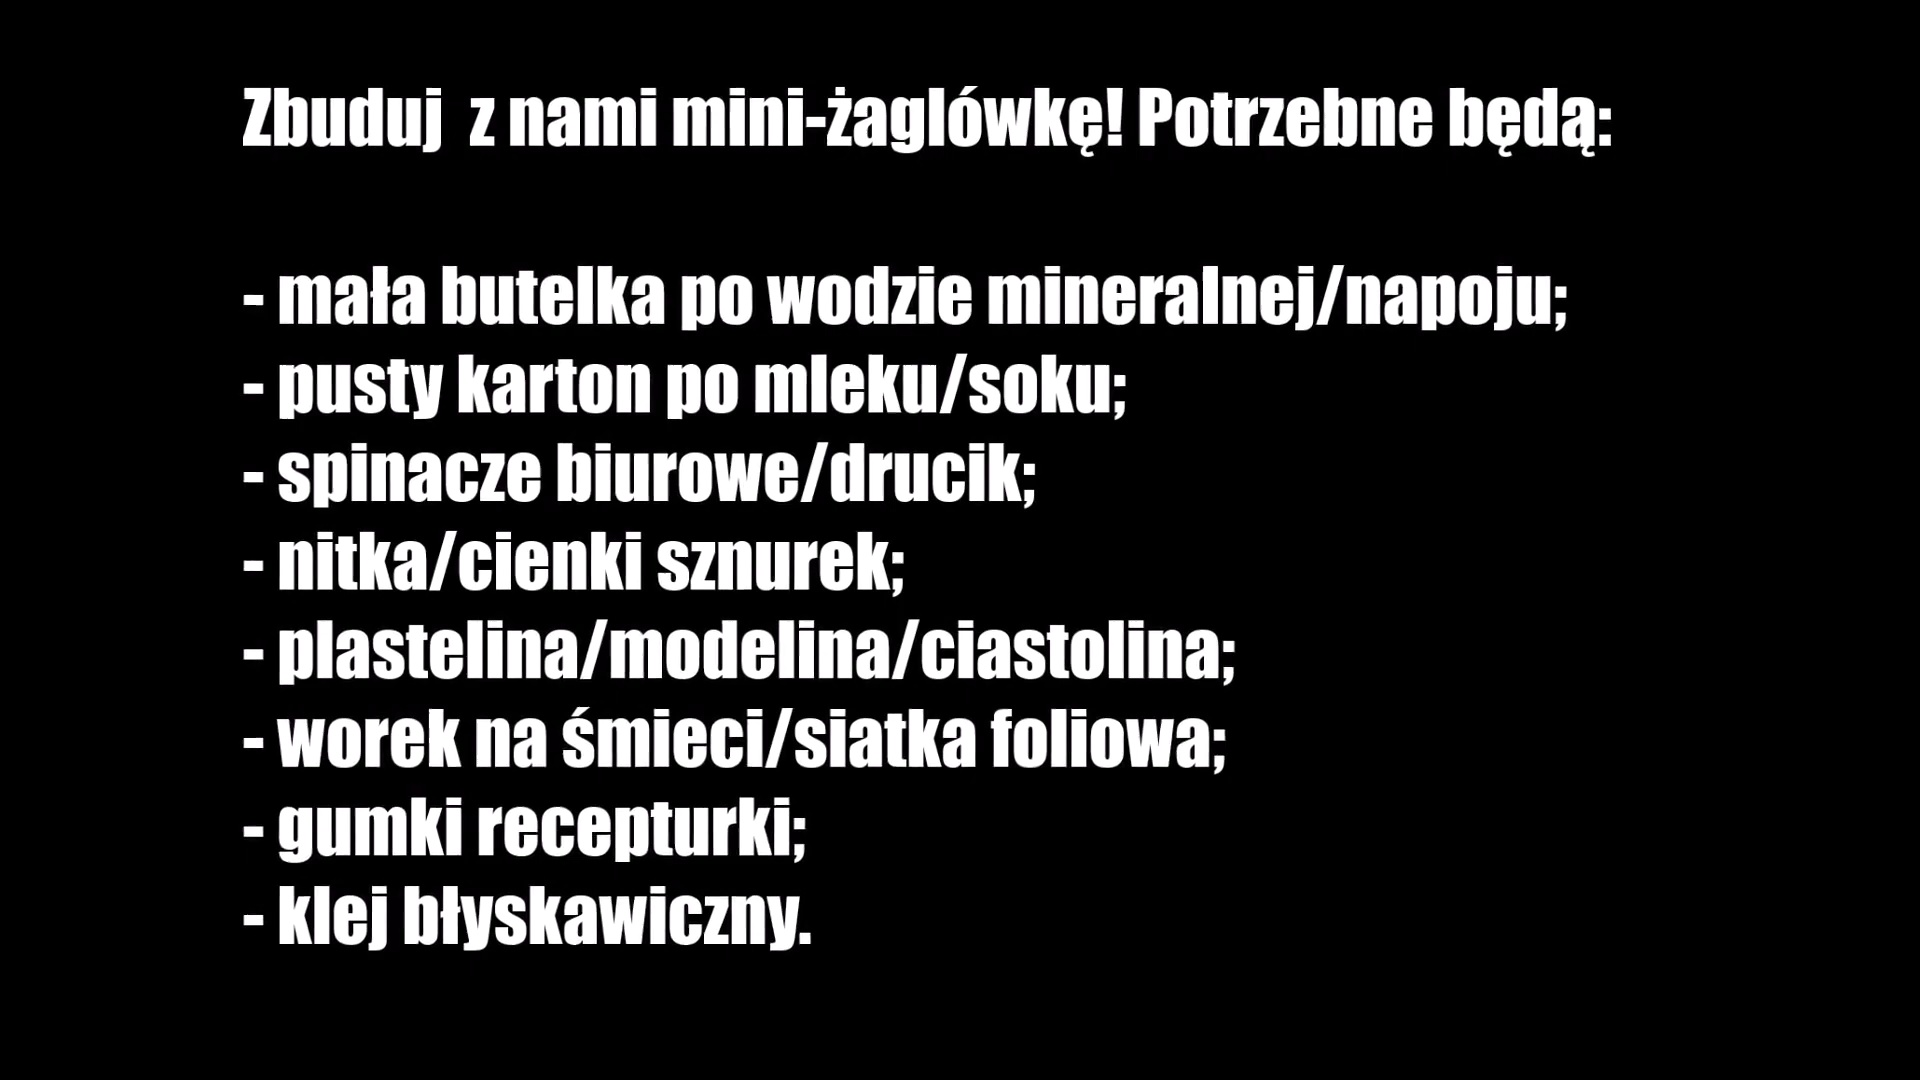 Zbuduj  z nami mini-żaglówkę! Potrzebne będą:
- mała butelka po wodzie mineralnej/napoju;
- pusty karton po mleku/soku;
- spinacze biurowe/drucik;
- nitka/cienki sznurek;
- plastelina/modelina/ciastolina;
- worek na śmieci/siatka foliowa;
- gumki recepturki;
- klej błyskawiczny.